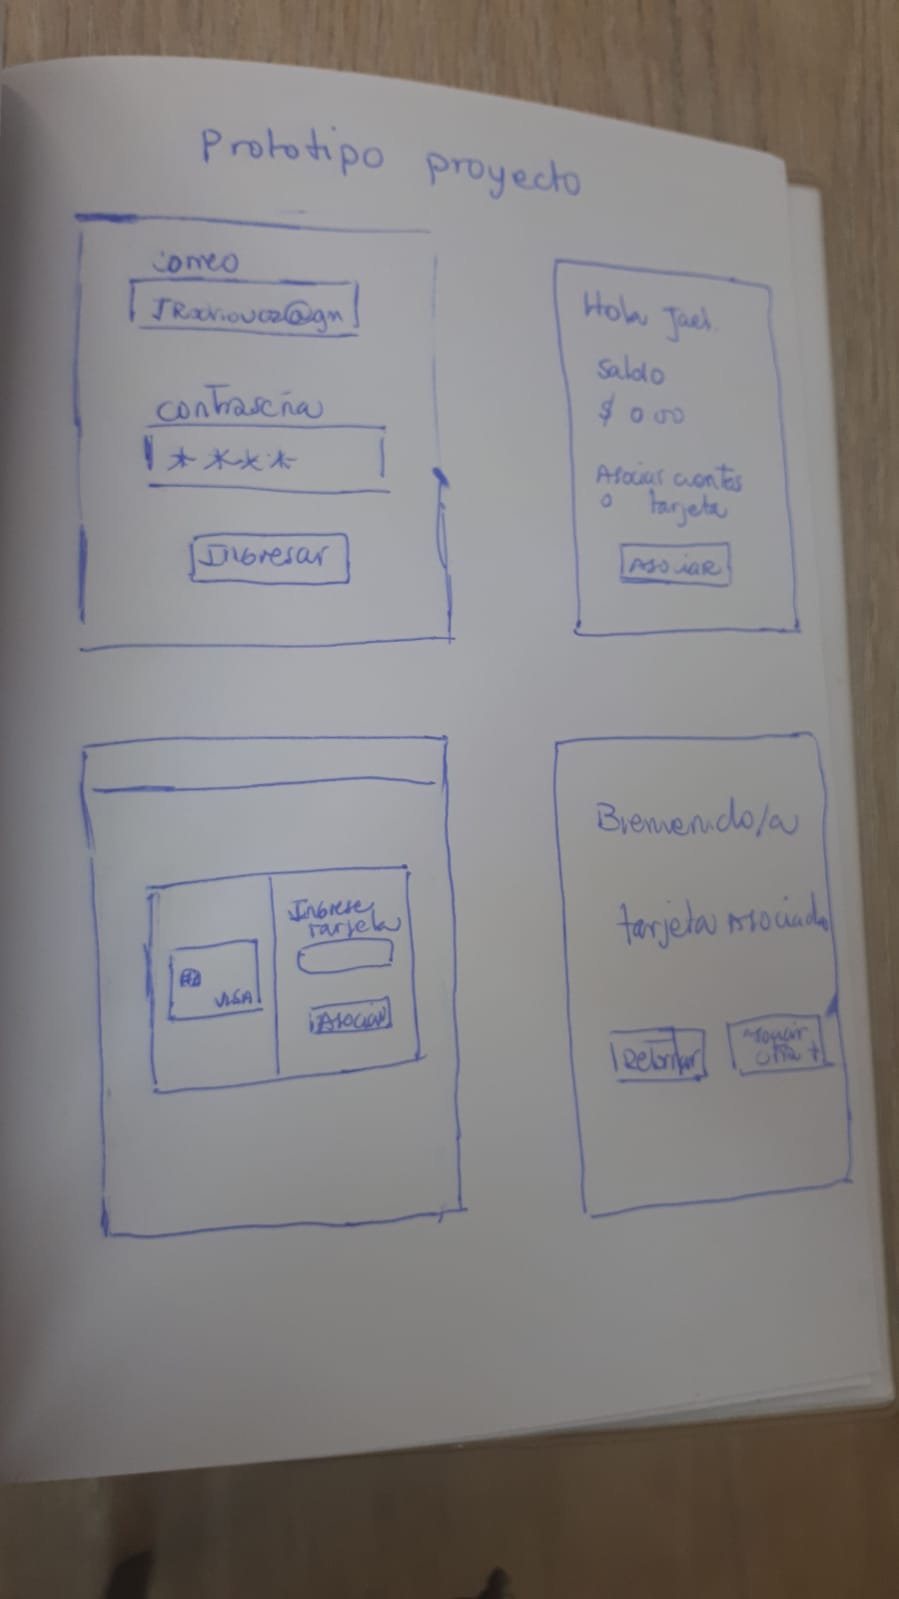 Prototipo proyecto
correo
JRodriguez@gm
contraseña
****
Ingresar
Hola Jael.
Saldo
$ 0 00
Asociar cuentas
o tarjeta
Asociar
VISA
Ingrese
tarjeta
Asociar
Bienvenido/a
tarjeta Asociada
Retornar
Asociar
otra +